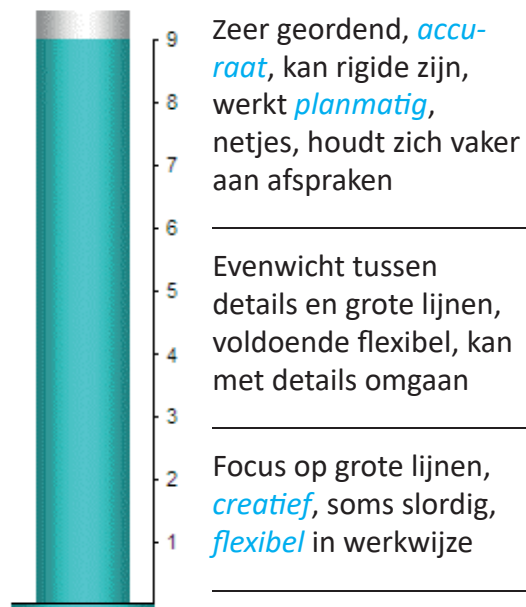 9
8
7
6
5
4
3
2
1
Zeer geordend, accu-
raat, kan rigide zijn,
werkt planmatig,
netjes, houdt zich vaker
aan afspraken
Evenwicht tussen
details en grote lijnen,
voldoende flexibel, kan
met details omgaan
Focus op grote lijnen,
creatief, soms slordig,
flexibel in werkwijze